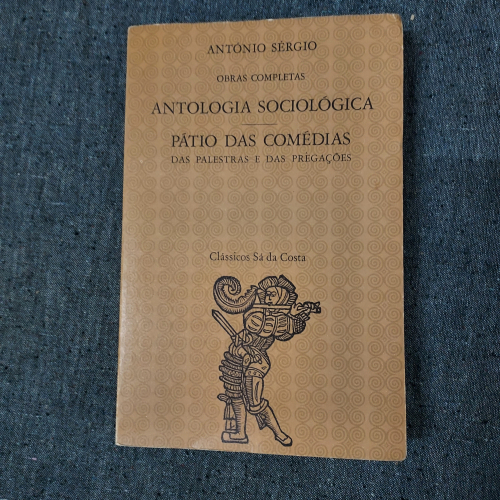 ANTÓNIO SÉRGIO
OBRAS COMPLETAS
ANTOLOGIA SOCIOLÓGICA
PÁTIO DAS COMÉDIAS
DAS PALESTRAS E DAS PREGAÇÕES
Clássicos Sá da Costa